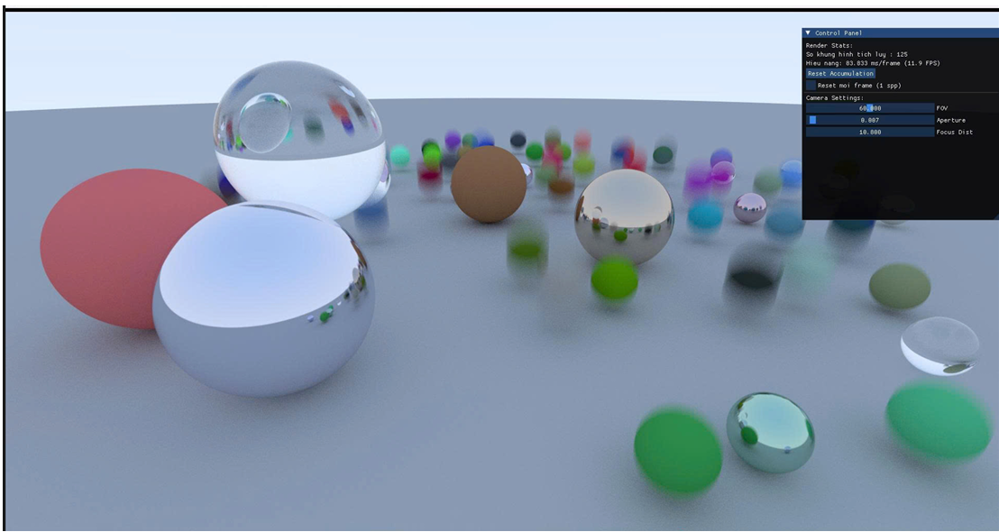 Control Panel
Render Stats:
So khung hinh tich luy : 125
Hieu nang: 83.833 ms/frame (11.9 FPS)
Reset Accumulation
Reset moi frame (1 spp)
Camera Settings:
60.000 FOV
0.007 Aperture
10.000 Focus Dist